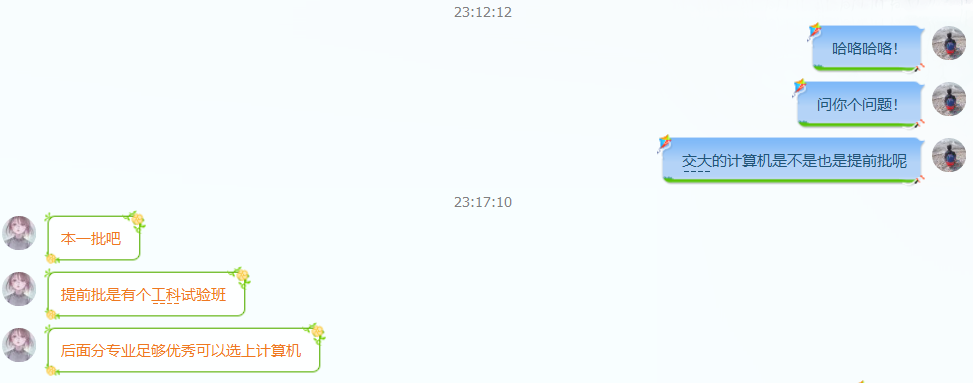 23:12:12
哈咯哈咯！
问你个问题！
交大的计算机是不是也是提前批呢
23:17:10
本一批吧
提前批是有个工科试验班
后面分专业足够优秀可以选上计算机